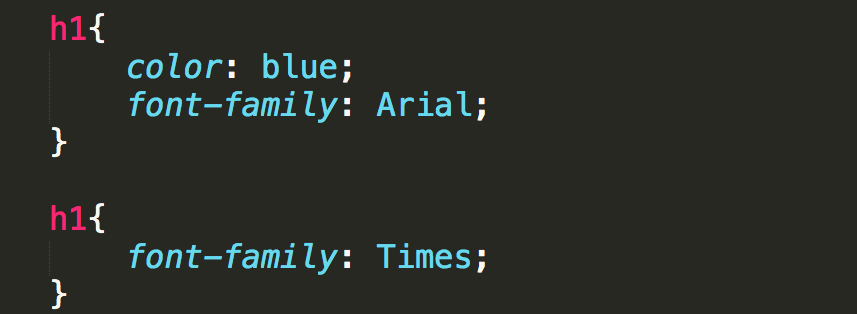 h1{
color: blue;
font-family: Arial;
}
h1{
font-family: Times;
}